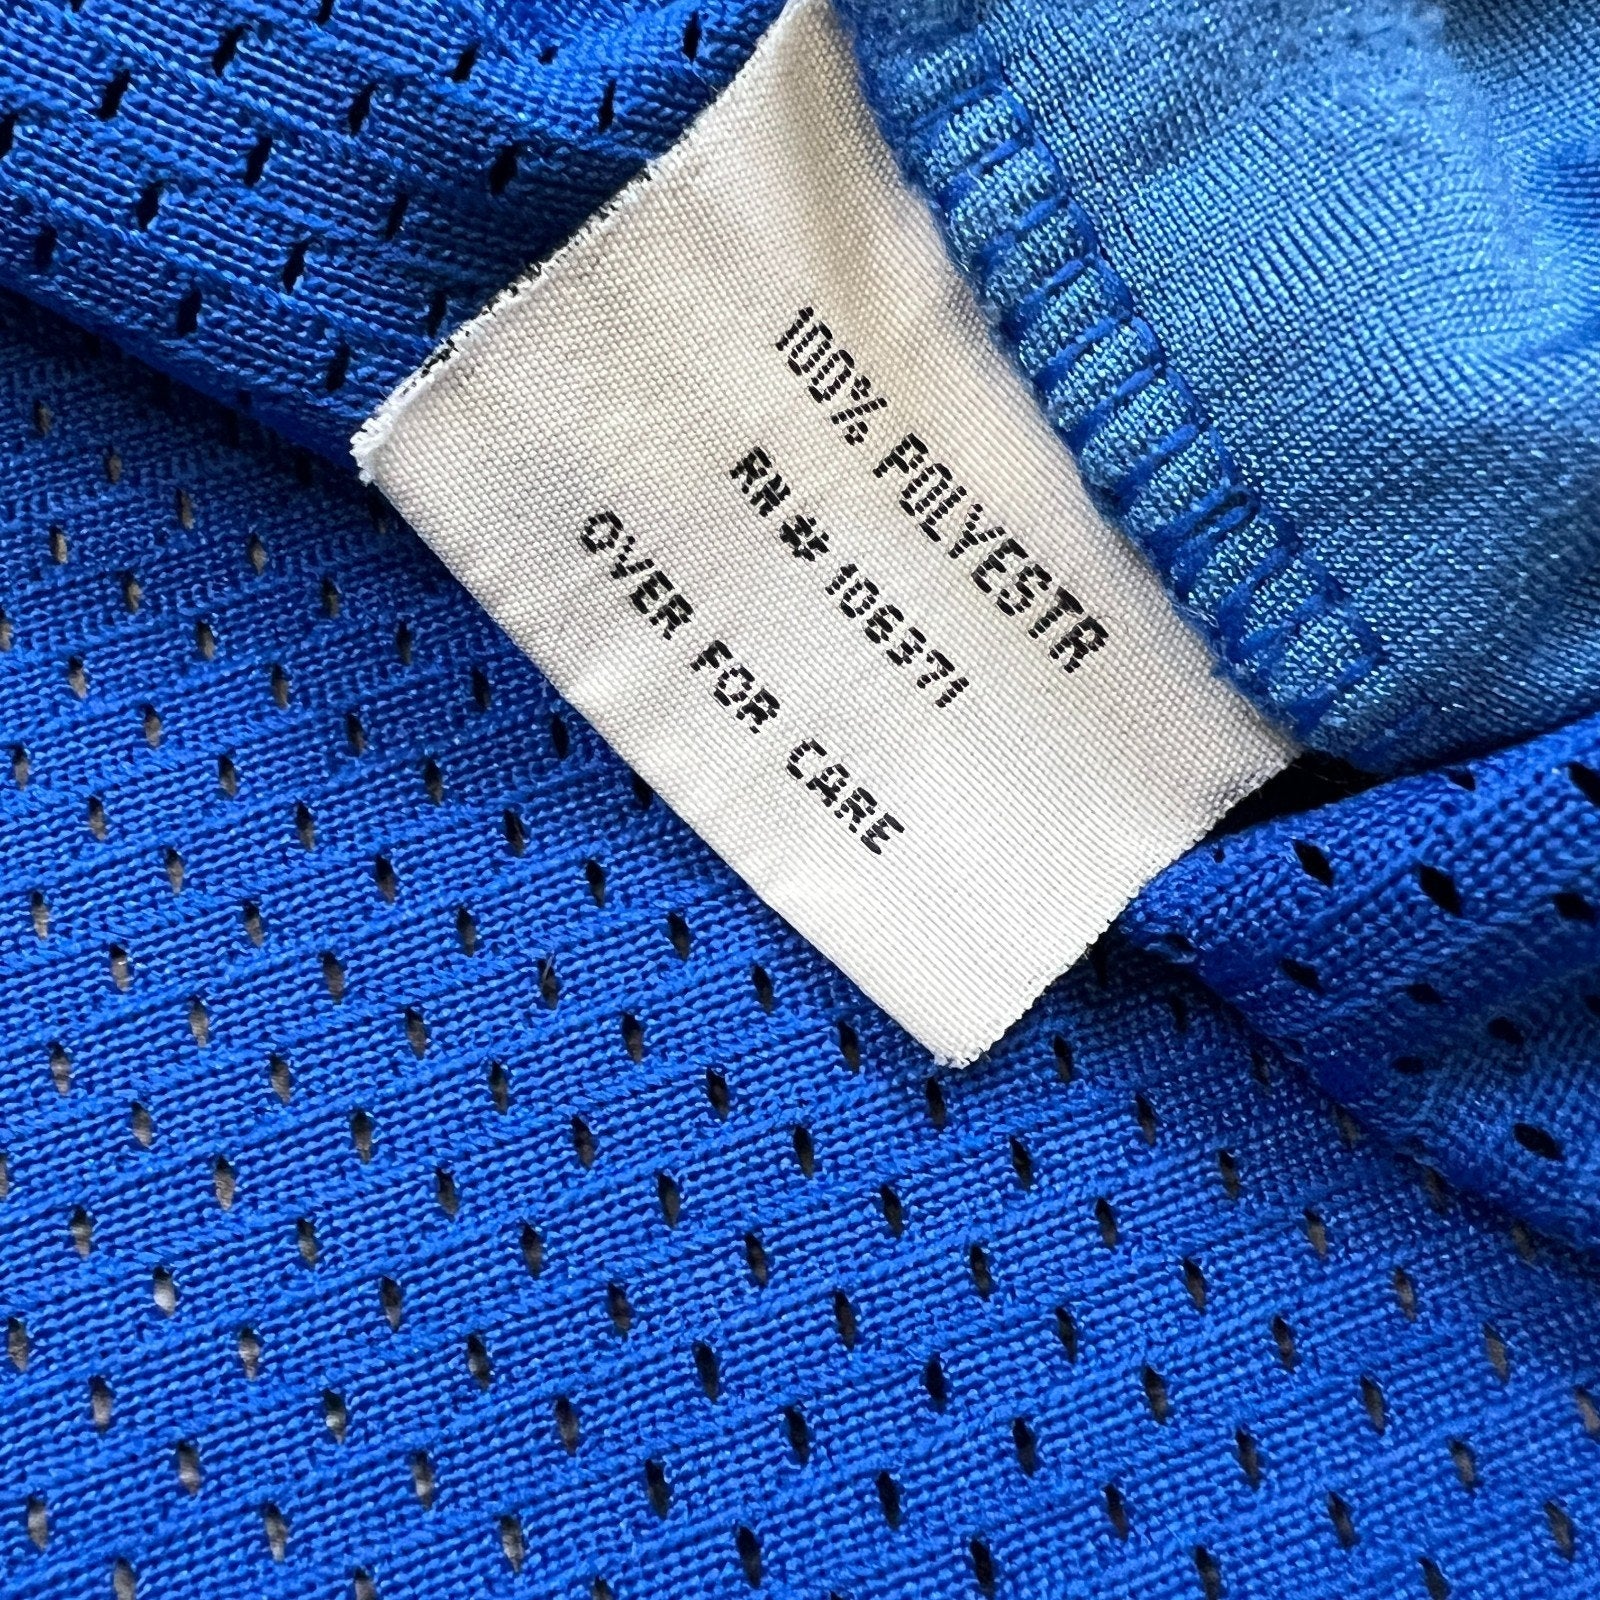 100% POLYESTR
RN # 106371
OVER FOR CARE